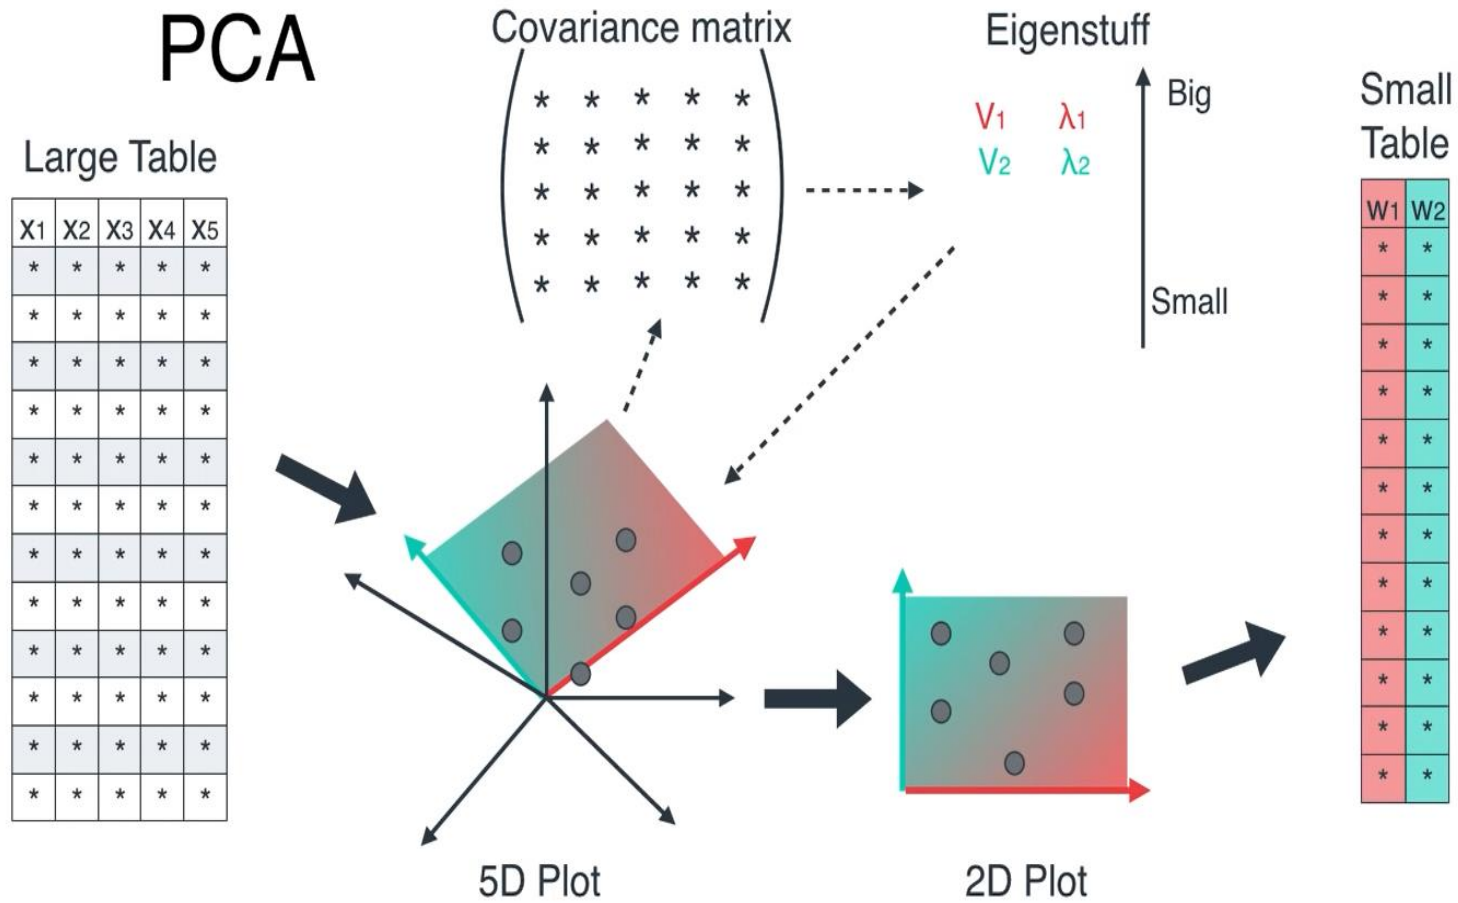 PCA
Covariance matrix
Eigenstuff
* * * * *
* * * * *
* * * * *
* * * * *
* * * * *
V1 λ1
V2 λ2
Big
Small
Large Table
X1 X2 X3 X4 X5
* * * * *
* * * * *
* * * * *
* * * * *
* * * * *
* * * * *
* * * * *
* * * * *
* * * * *
* * * * *
* * * * *
* * * * *
5D Plot
2D Plot
Small
Table
W1 W2
* *
* *
* *
* *
* *
* *
* *
* *
* *
* *
* *
* *